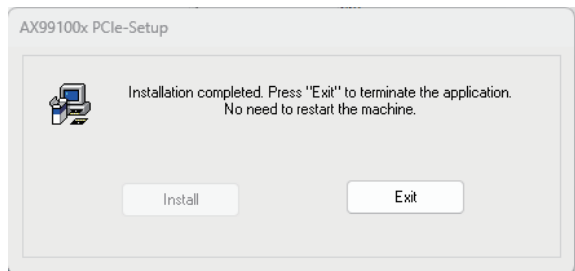 AX99100x PCIe-Setup
Installation completed. Press "Exit" to terminate the application.
No need to restart the machine.
Install
Exit